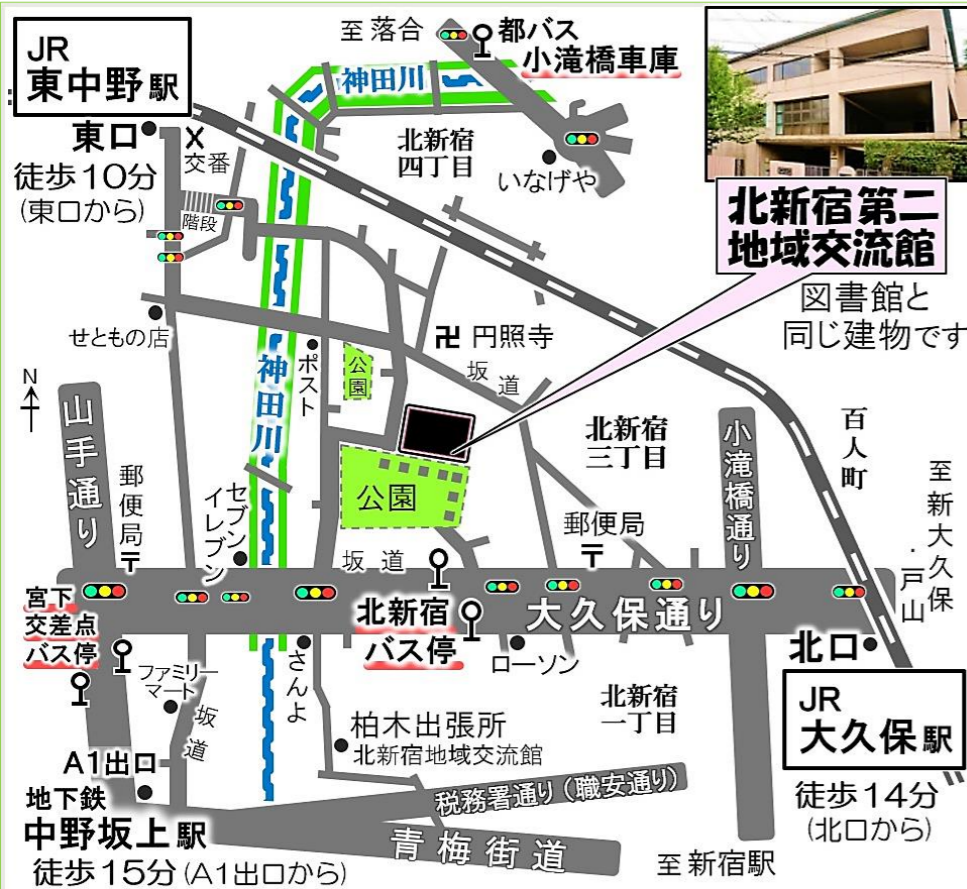 JR
東中野駅
東口
徒歩10分
(東口から)
交番
階段
至落合
都バス
小滝橋車庫
神田川
北新宿
四丁目
いなげや
北新宿第二
地域交流館
図書館と
同じ建物です
せともの店
ポスト
公園
卍 円照寺
坂道
N
山手通り
郵便局
〒
セブン
イレブン
神田川
公園
北新宿
三丁目
小滝橋通り
百人町
至新大久保・戸山
郵便局
〒
坂道
宮下
交差点
バス停
北新宿
バス停
大久保通り
ローソン
北口
ファミリー
マート
坂道
さんよ
柏木出張所
北新宿地域交流館
北新宿
一丁目
JR
大久保駅
徒歩14分
(北口から)
A1出口
地下鉄
中野坂上駅
徒歩15分(A1出口から)
税務署通り(職安通り)
青梅街道
至新宿駅